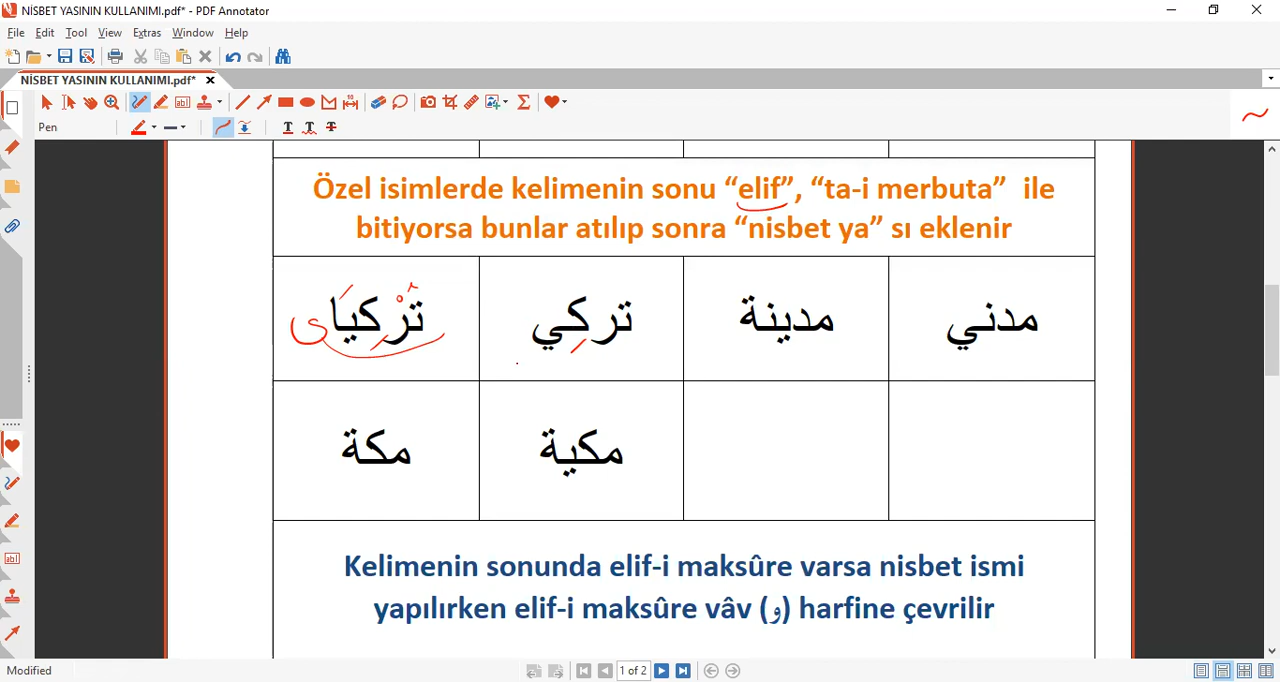 NİSBET YASININ KULLANIMI.pdf* - PDF Annotator
File Edit Tool View Extras Window Help
NİSBET YASININ KULLANIMI.pdf*
Pen
Özel isimlerde kelimenin sonu “elif”, “ta-i merbuta” ile
bitiyorsa bunlar atılıp sonra “nisbet ya” sı eklenir
تركيا تركي مدينة مدني
مكة مكية
Kelimenin sonunda elif-i maksûre varsa nisbet ismi
yapılırken elif-i maksûre vâv (و) harfine çevrilir
Modified
1 of 2